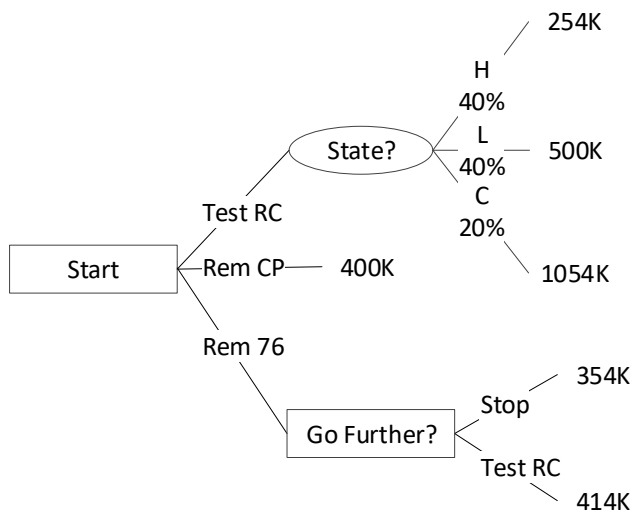 254K
H
40%
State?
L
40%
500K
C
20%
Test RC
Start
Rem CP
400K
1054K
Rem 76
354K
Stop
Go Further?
Test RC
414K